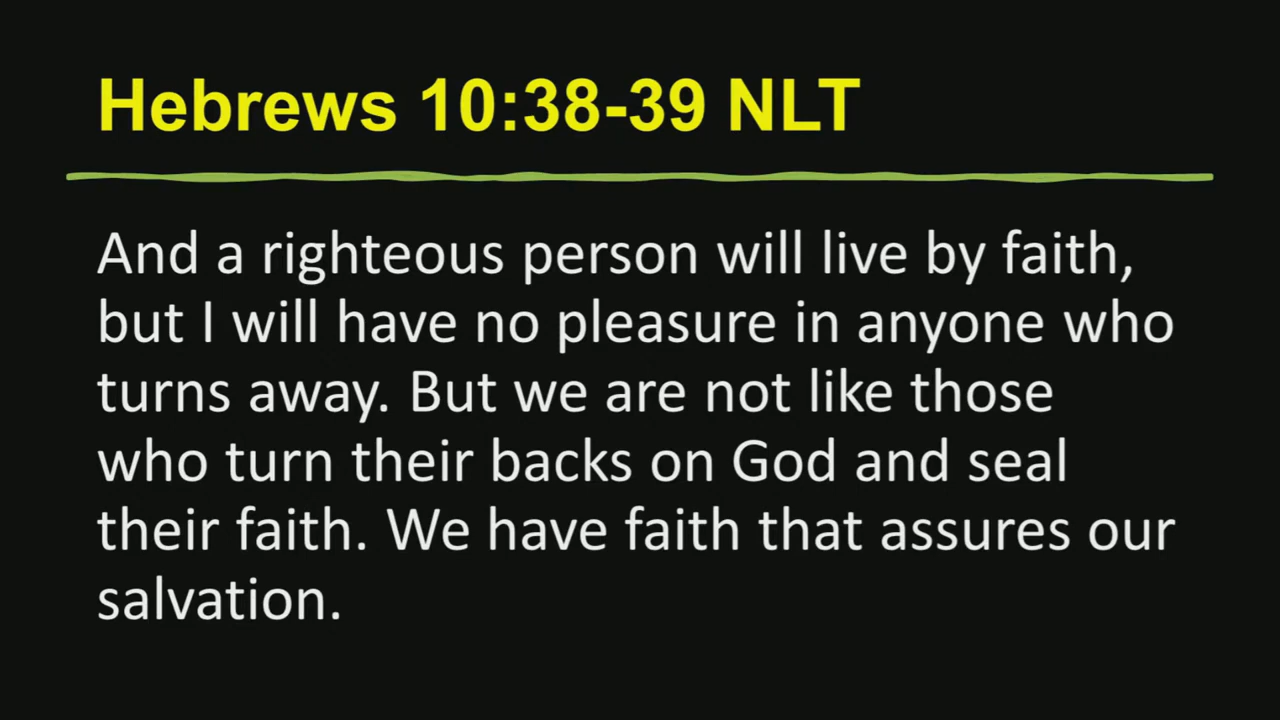 Hebrews 10:38-39 NLT
And a righteous person will live by faith,
but I will have no pleasure in anyone who
turns away. But we are not like those
who turn their backs on God and seal
their faith. We have faith that assures our
salvation.